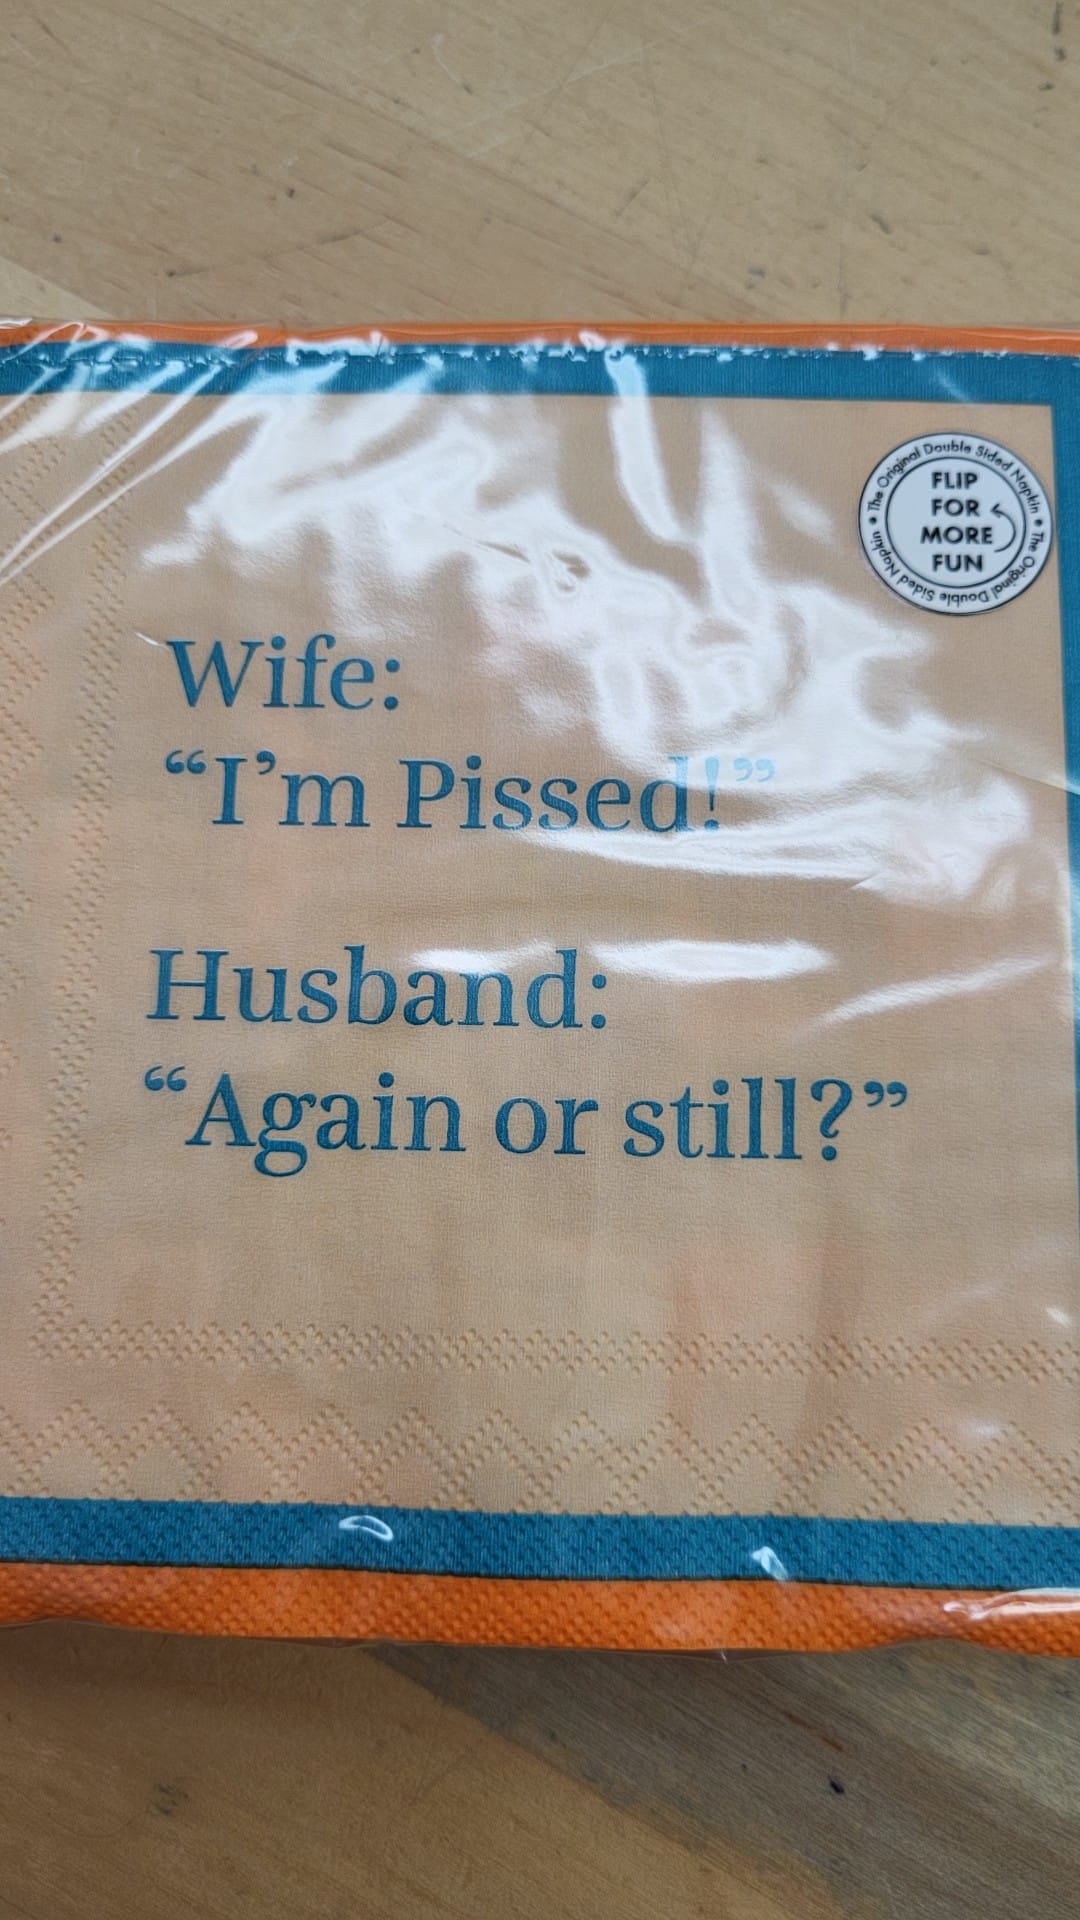 The Original Double Sided Napkin • The Original Double Sided Napkin •
FLIP
FOR
MORE
FUN
Wife:
“I’m Pissed!”
Husband:
“Again or still?”